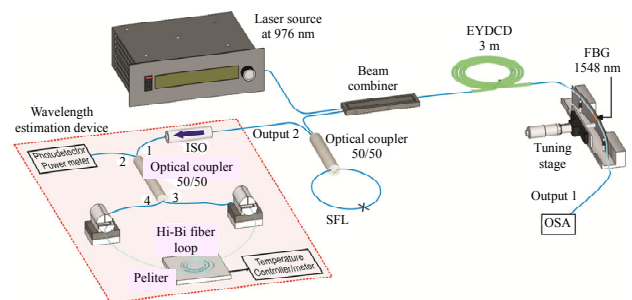 Laser source
at 976 nm
EYDCD
3 m
FBG
1548 nm
Beam
combiner
Wavelength
estimation device
Photodetector
Power meter
1
2
ISO
Output 2
Optical coupler
50/50
Optical coupler
50/50
Tuning
stage
4
3
SFL
Output 1
OSA
Hi-Bi fiber
loop
Peliter
Temperature
Controller/meter